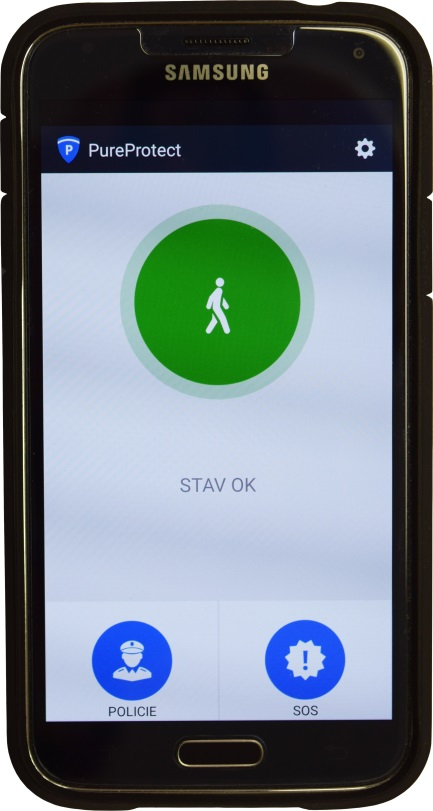 SAMSUNG
P PureProtect
STAV OK
POLICIE
SOS